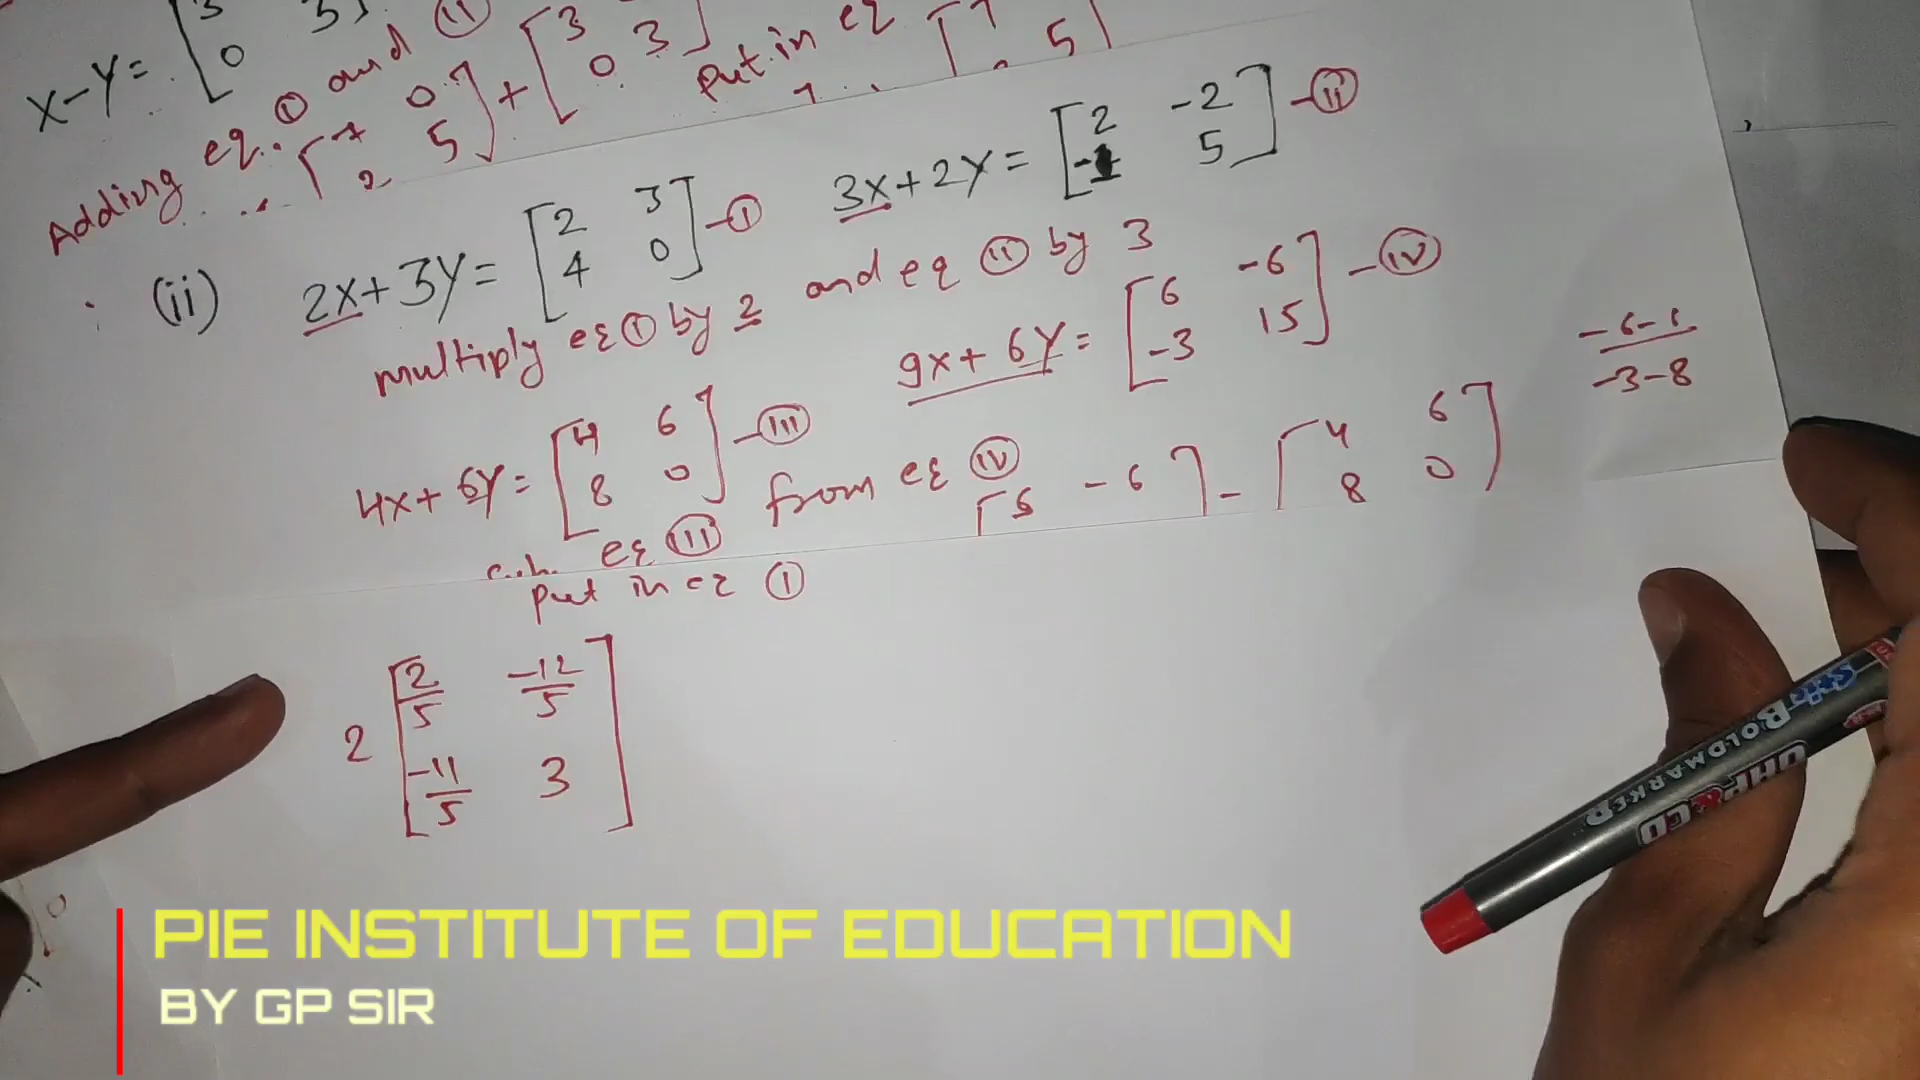 X-Y= [ 3 3 ]
0
Adding eq. ① and ⑪
[ 7 0 ] + [ 3
2 5 0 3 ]
Put in eq
5
(ii) 2X+3Y= [ 2 3 ] -①
4 0
3X+2Y= [ 2 -2 ] -ⓘⓘ
-1 5
multiply eq ① by 2 and eq ⓘⓘ by 3
4X+6Y= [ 4 6 ] -ⓘⓘⓘ
8 0
9X+6Y= [ 6 -6 ] -ⓘⓥ
-3 15
-3-8
eq ⓘⓘⓘ from eq ⓘⓥ
[ 6 -6 ] - [ 4 6 ]
8 0
put in eq ①
2 [ 2/5 -12/5 ]
-11/5 3
PIE INSTITUTE OF EDUCATION
BY GP SIR
BOLDMARKER